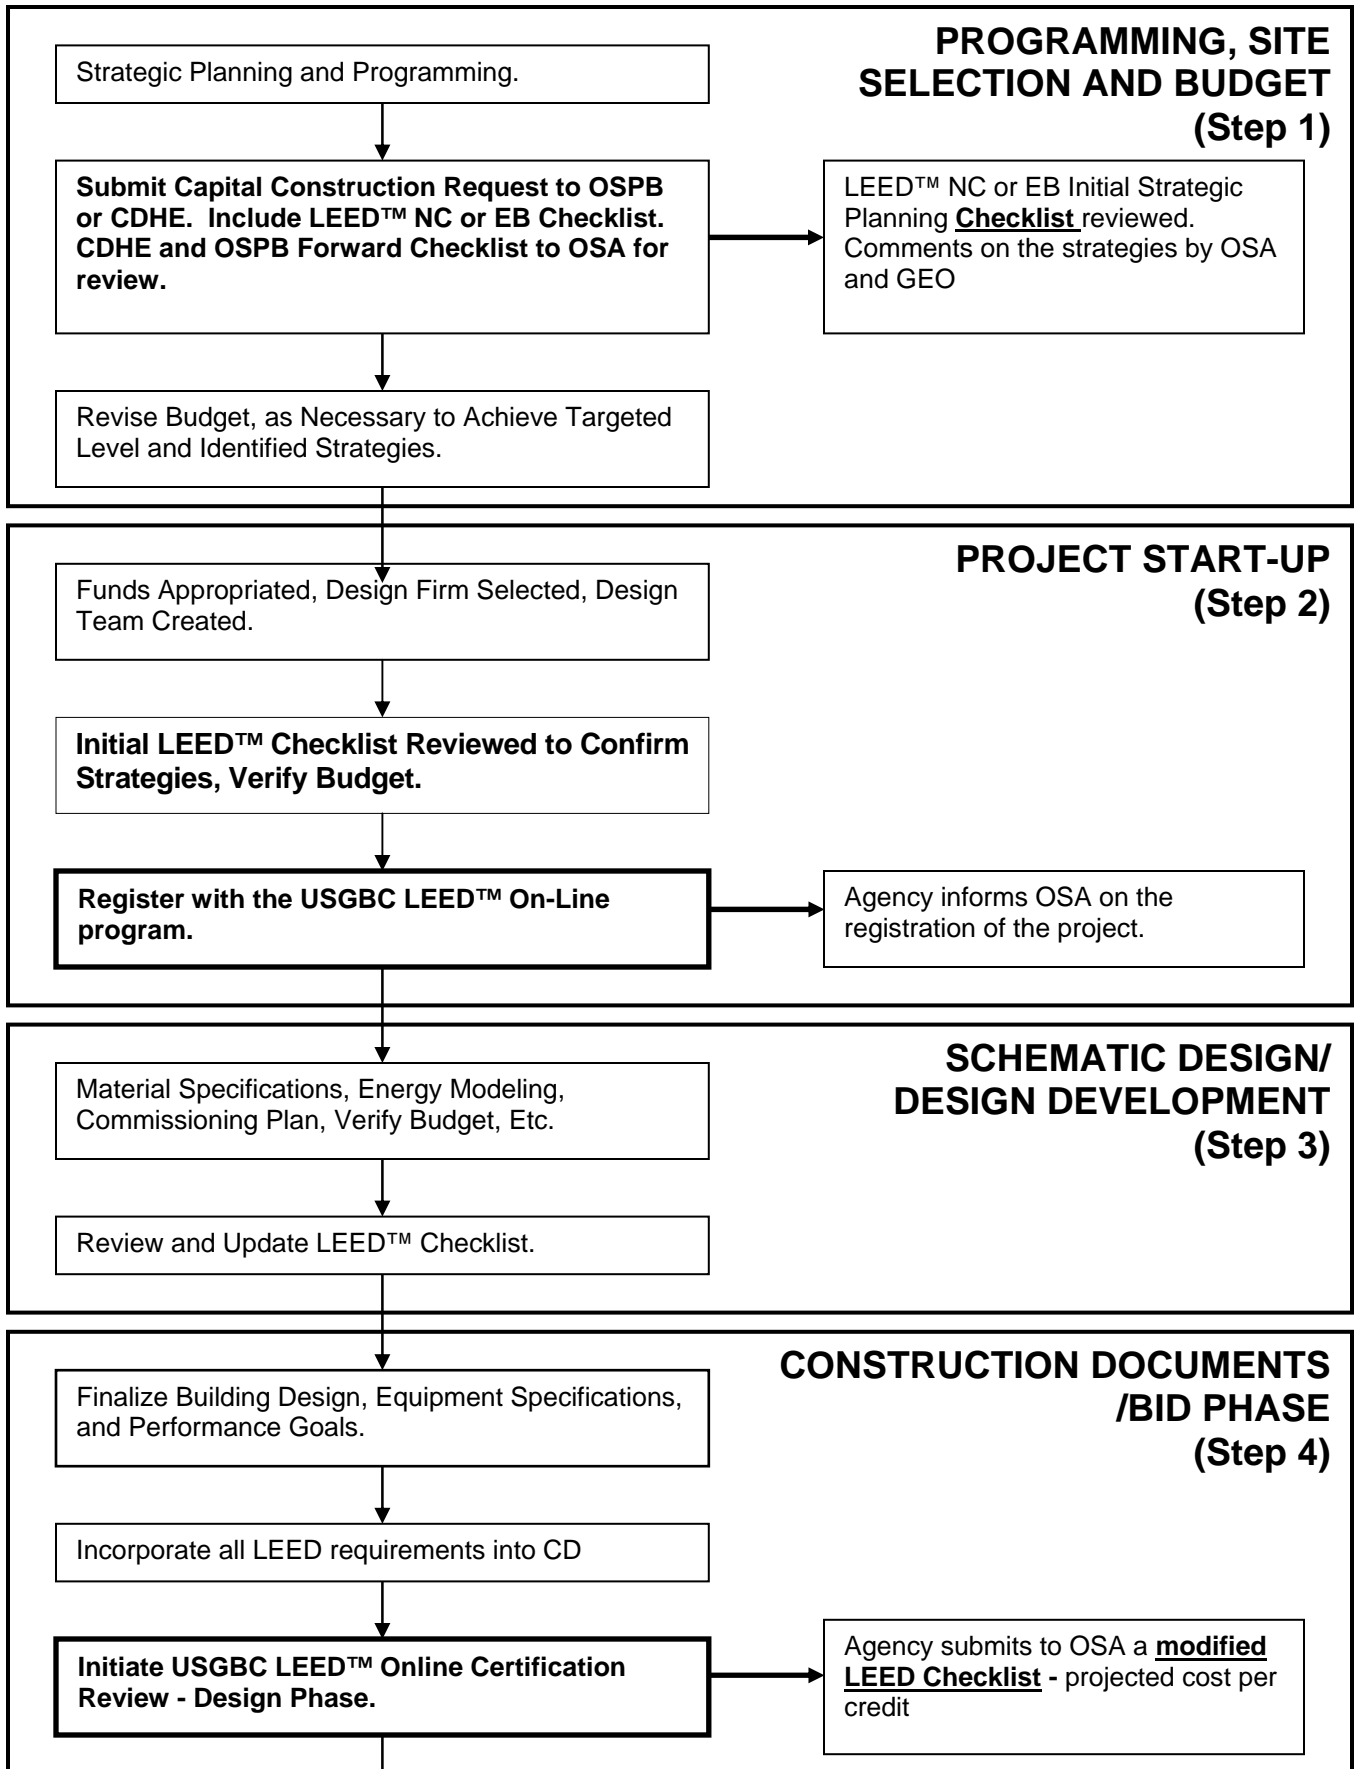 PROGRAMMING, SITE
SELECTION AND BUDGET
(Step 1)
Strategic Planning and Programming.
Submit Capital Construction Request to OSPB
or CDHE.  Include LEED™ NC or EB Checklist.
CDHE and OSPB Forward Checklist to OSA for
review.
LEED™ NC or EB Initial Strategic
Planning Checklist reviewed.
Comments on the strategies by OSA
and GEO
Revise Budget, as Necessary to Achieve Targeted
Level and Identified Strategies.
PROJECT START-UP
(Step 2)
Funds Appropriated, Design Firm Selected, Design
Team Created.
Initial LEED™ Checklist Reviewed to Confirm
Strategies, Verify Budget.
Register with the USGBC LEED™ On-Line
program.
Agency informs OSA on the
registration of the project.
SCHEMATIC DESIGN/
DESIGN DEVELOPMENT
(Step 3)
Material Specifications, Energy Modeling,
Commissioning Plan, Verify Budget, Etc.
Review and Update LEED™ Checklist.
CONSTRUCTION DOCUMENTS
/BID PHASE
(Step 4)
Finalize Building Design, Equipment Specifications,
and Performance Goals.
Incorporate all LEED requirements into CD
Initiate USGBC LEED™ Online Certification
Review - Design Phase.
Agency submits to OSA a modified
LEED Checklist - projected cost per
credit